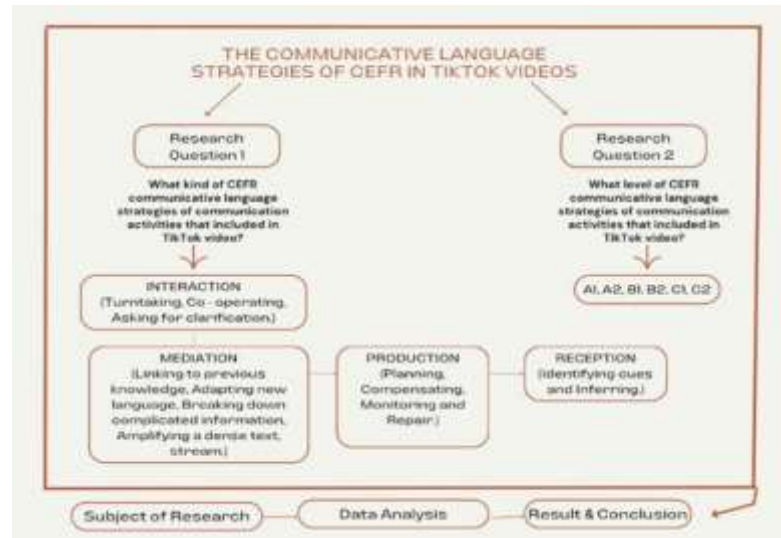 THE COMMUNICATIVE LANGUAGE
STRATEGIES OF CEFR IN TIKTOK VIDEOS
Research
Question 1
Research
Question 2
What kind of CEFR
communicative language
strategies of communication
activities that included in
TikTok video?
What level of CEFR
communicative language
strategies of communication
activities that included in
TikTok video?
INTERACTION
(Turntaking, Co - operating,
Asking for clarification.)
A1, A2, B1, B2, C1, C2
MEDIATION
(Linking to previous
knowledge, Adapting new
language, Breaking down
complicated information,
Amplifying a dense text,
stream.)
PRODUCTION
(Planning,
Compensating,
Monitoring and
Repair.)
RECEPTION
(Identifying cues
and Inferring.)
Subject of Research
Data Analysis
Result & Conclusion